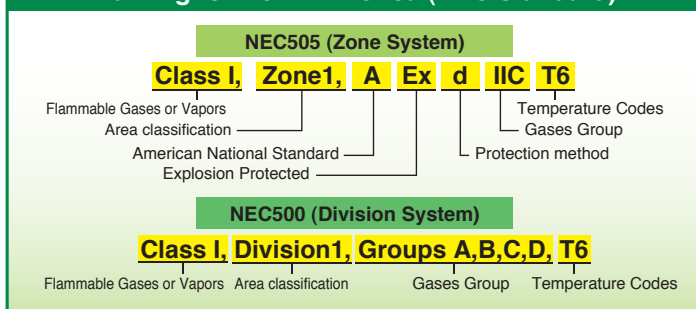 NEC505 (Zone System)
Class I, Zone1, A Ex d IIC T6
Flammable Gases or Vapors Temperature Codes
Area classification Gases Group
American National Standard Protection method
Explosion Protected
NEC500 (Division System)
Class I, Division1, Groups A,B,C,D, T6
Flammable Gases or Vapors Area classification Gases Group Temperature Codes